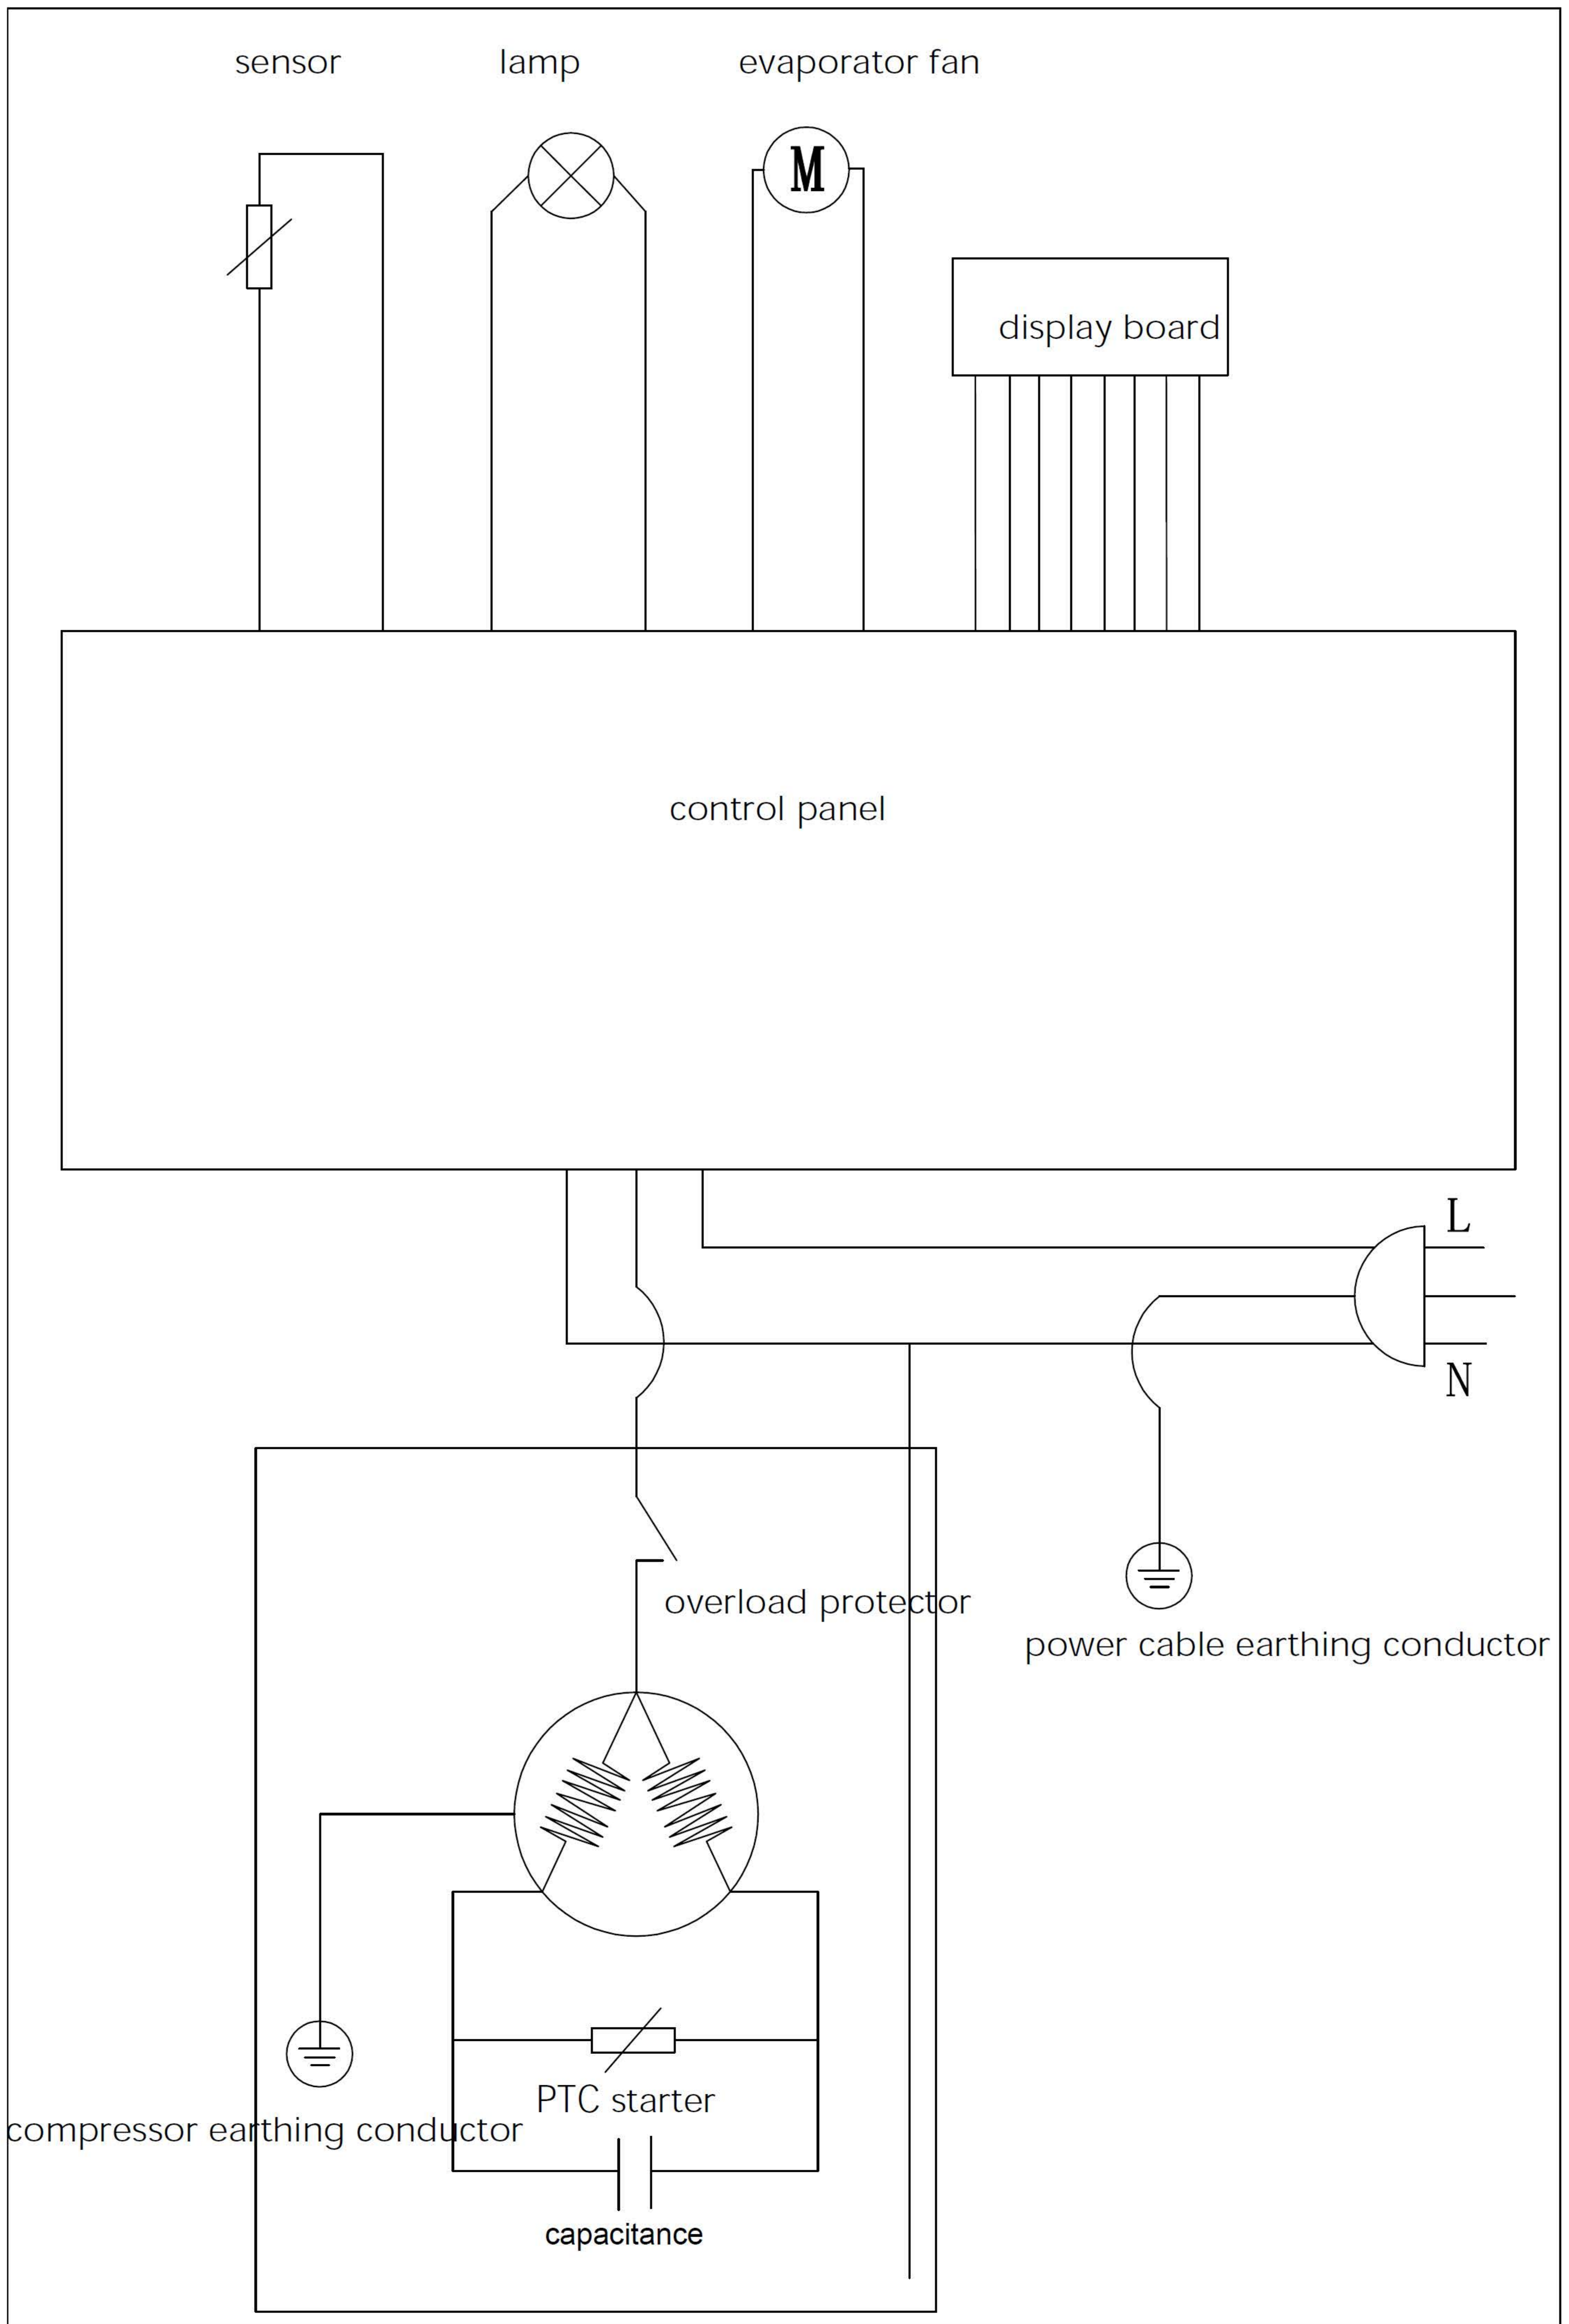 sensor
lamp
evaporator fan
M
display board
control panel
L
N
overload protector
power cable earthing conductor
PTC starter
compressor earthing conductor
capacitance